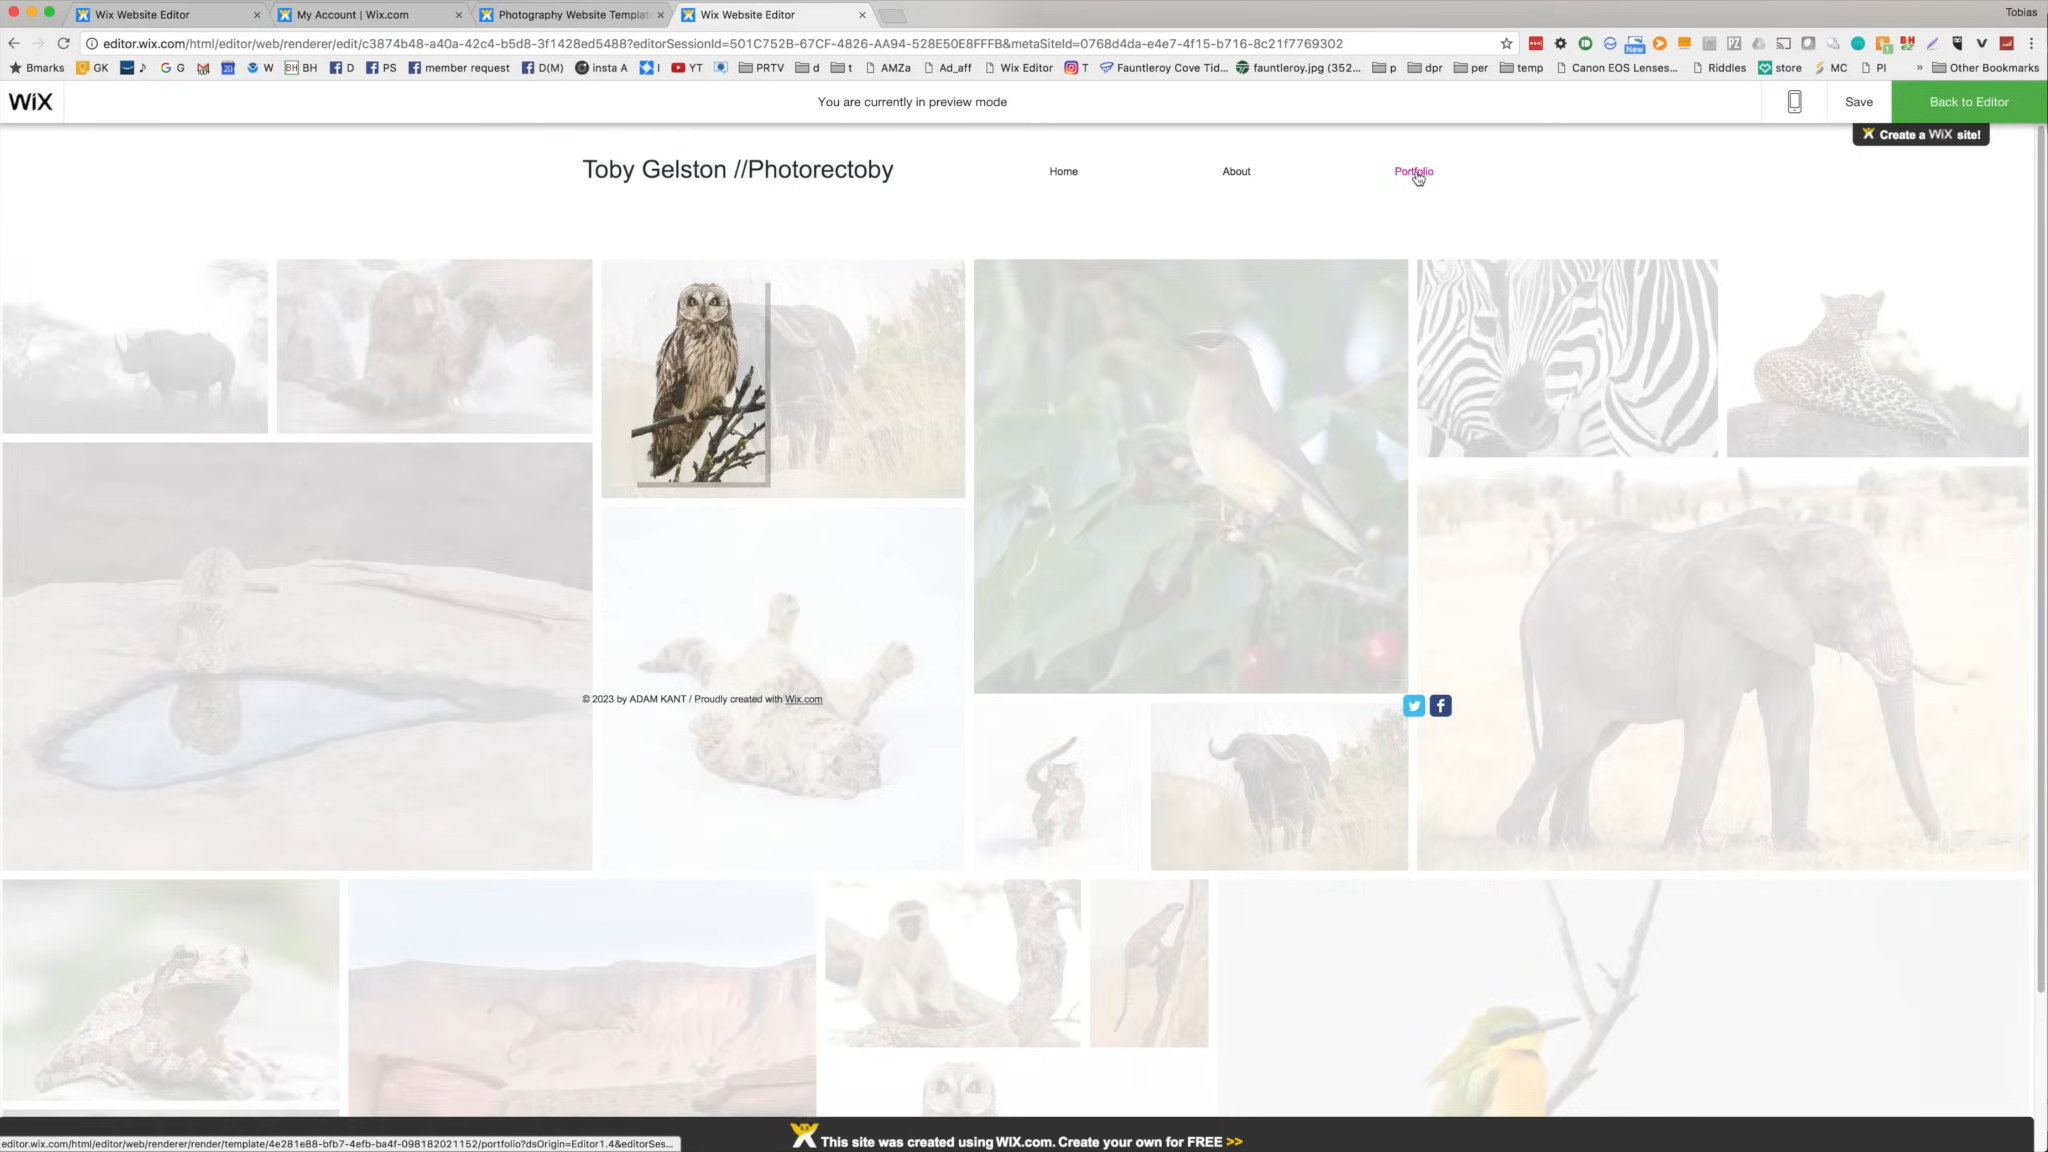 Wix Website Editor
My Account | Wix.com
Photography Website Templat
Wix Website Editor
Tobias
editor.wix.com/html/editor/web/renderer/edit/c3874b48-a40a-42c4-b5d8-3f1428ed5488?editorSessionId=501C752B-67CF-4826-AA94-528E50E8FFFB&metaSiteId=0768d4da-e4e7-4f15-b716-8c21f7769302
New
Bmarks GK G W BH D PS member request D(M) insta A I YT PRTV d t AMZa Ad_aff Wix Editor T Fauntleroy Cove Tid... fauntleroy.jpg (352... p dpr per temp Canon EOS Lenses... Riddles store MC PI » Other Bookmarks
WiX
You are currently in preview mode
Save
Back to Editor
Create a WiX site!
Toby Gelston //Photorectoby
Home
About
Portfolio
© 2023 by ADAM KANT / Proudly created with Wix.com
This site was created using WIX.com. Create your own for FREE >>
editor.wix.com/html/editor/web/renderer/render/template/4e281e88-bfb7-4efb-ba4f-098182021152/portfolio?dsOrigin=Editor1.4&editorSes...